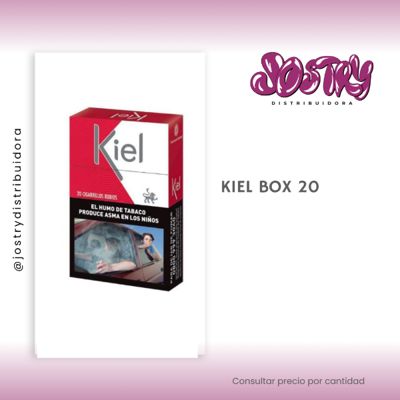 JOSTRY
DISTRIBUIDORA
@jostrydistribuidora
Kiel
20 CIGARRILLOS RUBIOS
Kiel
EL HUMO DE TABACO
PRODUCE ASMA EN LOS NIÑOS
KIEL BOX 20
Consultar precio por cantidad